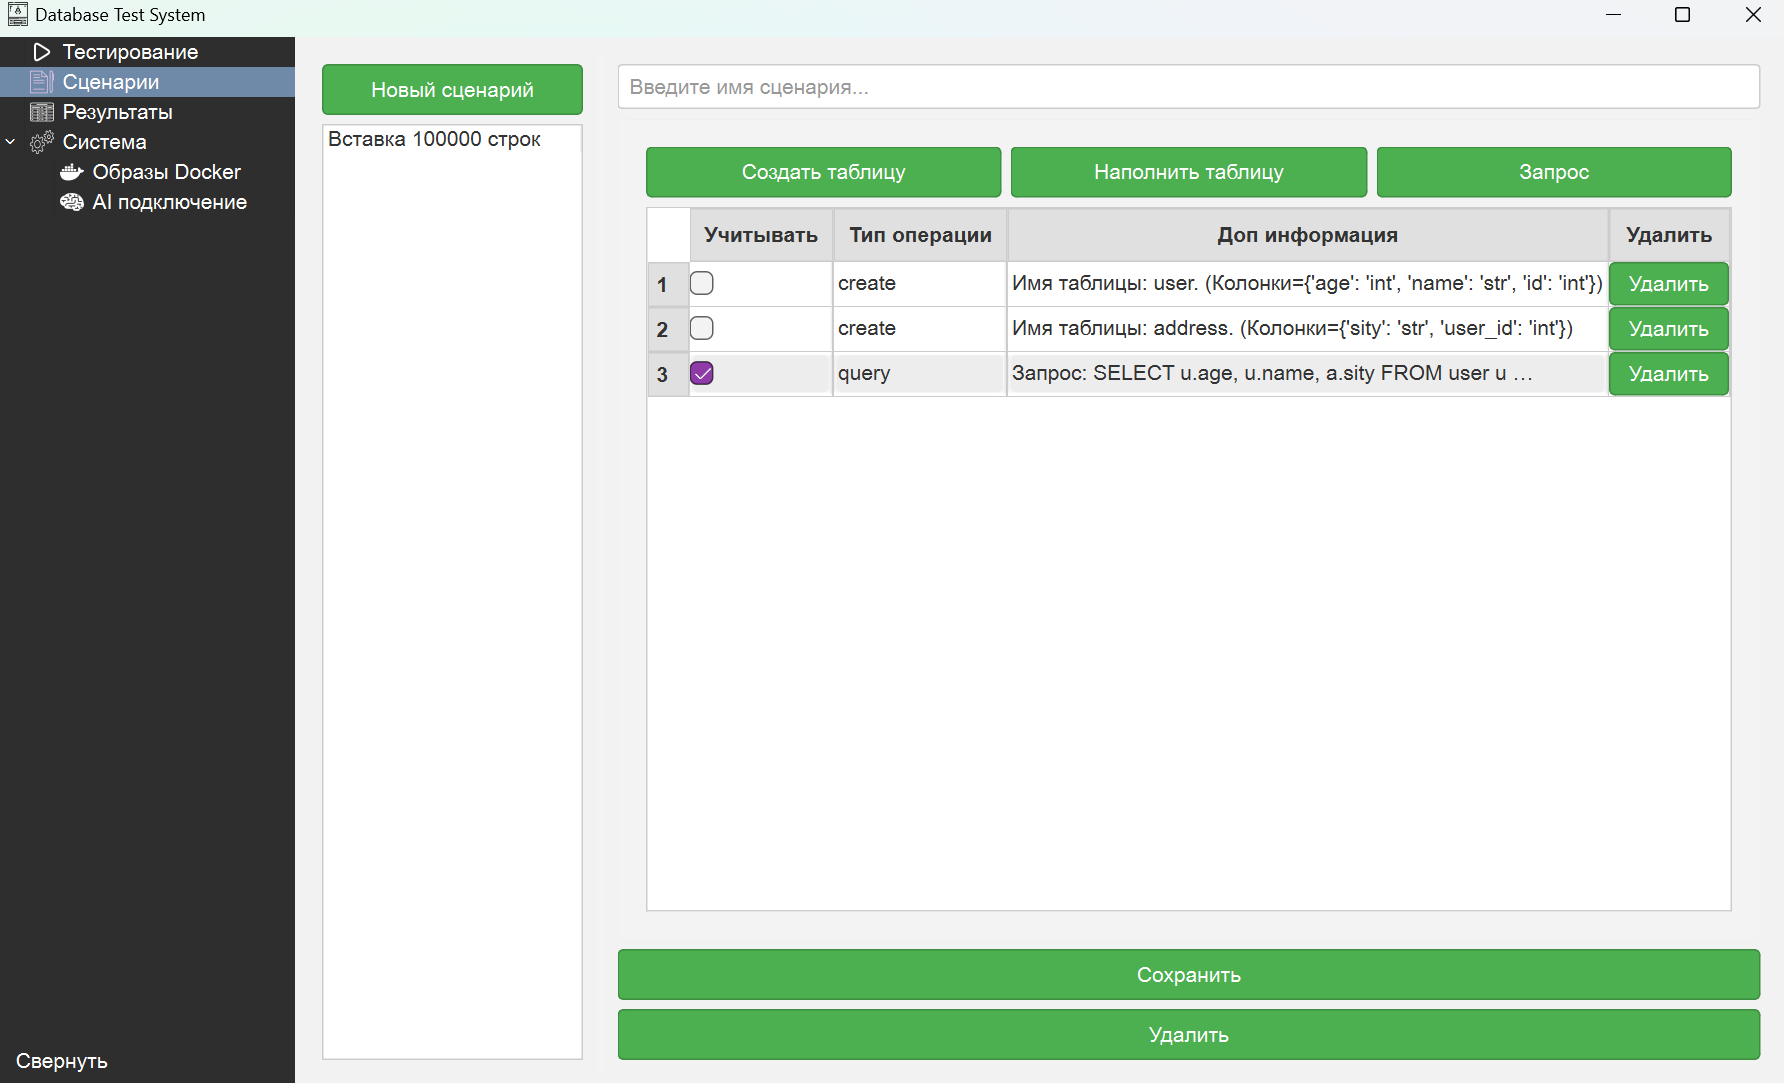 Database Test System
Тестирование
Сценарии
Результаты
Система
Образы Docker
AI подключение
Свернуть
Новый сценарий
Вставка 100000 строк
Введите имя сценария...
Создать таблицу
Наполнить таблицу
Запрос
Учитывать Тип операции Доп информация Удалить
1 create Имя таблицы: user. (Колонки={'age': 'int', 'name': 'str', 'id': 'int'}) Удалить
2 create Имя таблицы: address. (Колонки={'sity': 'str', 'user_id': 'int'}) Удалить
3 query Запрос: SELECT u.age, u.name, a.sity FROM user u ... Удалить
Сохранить
Удалить